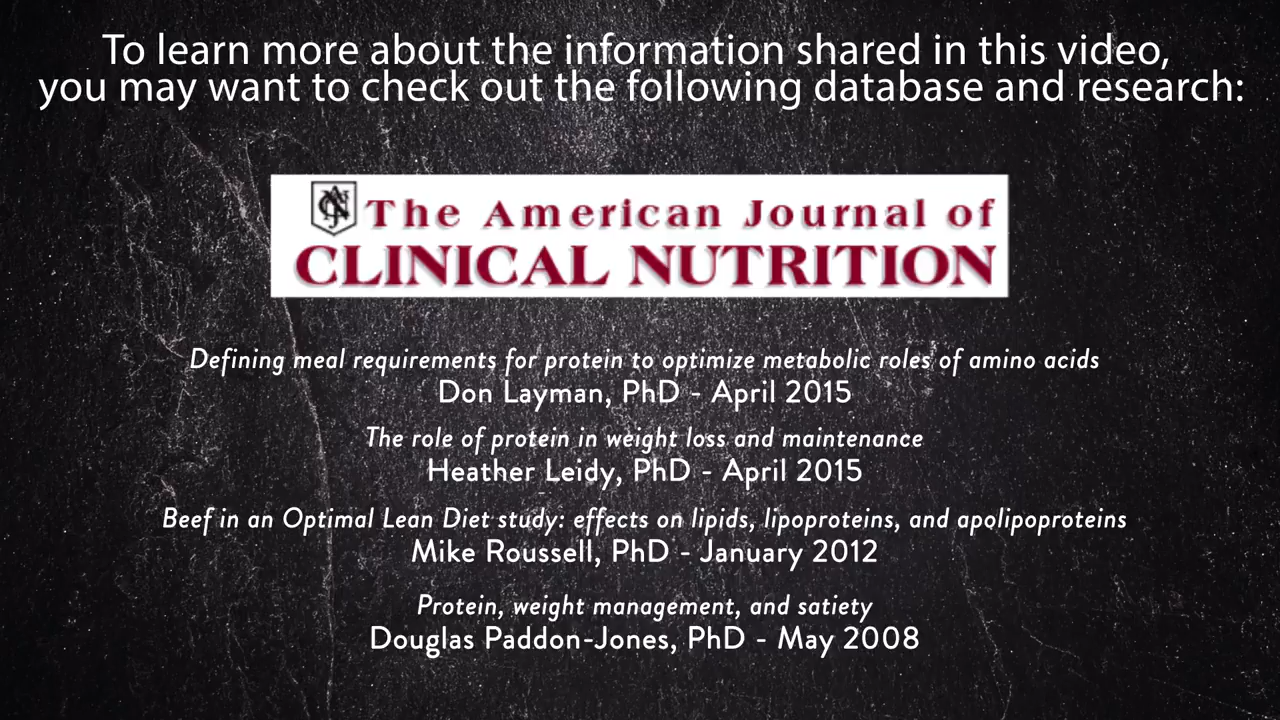 To learn more about the information shared in this video,
you may want to check out the following database and research:
The American Journal of
CLINICAL NUTRITION
Defining meal requirements for protein to optimize metabolic roles of amino acids
Don Layman, PhD - April 2015
The role of protein in weight loss and maintenance
Heather Leidy, PhD - April 2015
Beef in an Optimal Lean Diet study: effects on lipids, lipoproteins, and apolipoproteins
Mike Roussell, PhD - January 2012
Protein, weight management, and satiety
Douglas Paddon-Jones, PhD - May 2008